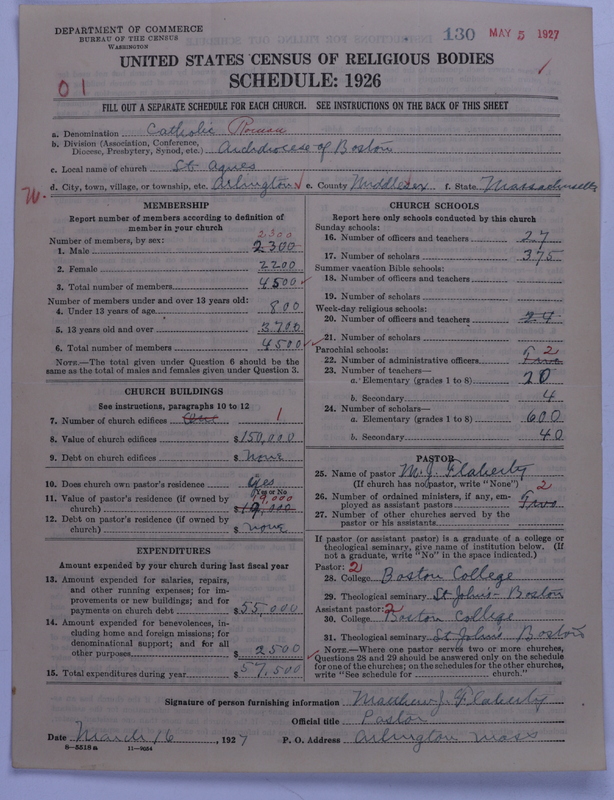 DEPARTMENT OF COMMERCE
BUREAU OF THE CENSUS
WASHINGTON
130 MAY 5 1927
UNITED STATES CENSUS OF RELIGIOUS BODIES
SCHEDULE: 1926
01
FILL OUT A SEPARATE SCHEDULE FOR EACH CHURCH. SEE INSTRUCTIONS ON THE BACK OF THIS SHEET
a. Denomination Catholic Roman
b. Division (Association, Conference, Diocese, Presbytery, Synod, etc.) Archdiocese of Boston
c. Local name of church St Agnes
W. d. City, town, village, or township, etc. Arlington e. County Middlesex f. State Massachusetts
MEMBERSHIP
Report number of members according to definition of
member in your church
Number of members, by sex:
2300
1. Male 2300
2. Female 2200
3. Total number of members 4500
Number of members under and over 13 years old:
4. Under 13 years of age 800
5. 13 years old and over 3700
6. Total number of members 4500
NOTE.—The total given under Question 6 should be the
same as the total of males and females given under Question 3.
CHURCH BUILDINGS
See instructions, paragraphs 10 to 12
7. Number of church edifices 1
8. Value of church edifices $150,000
9. Debt on church edifices $ None
10. Does church own pastor's residence Yes
Yes or No
11. Value of pastor's residence (if owned by 19,000
church) $19,000
12. Debt on pastor's residence (if owned by
church) $ none
EXPENDITURES
Amount expended by your church during last fiscal year
13. Amount expended for salaries, repairs,
and other running expenses; for im-
provements or new buildings; and for
payments on church debt $55,000
14. Amount expended for benevolences, in-
cluding home and foreign missions; for
denominational support; and for all
other purposes $ 2500
15. Total expenditures during year $57,500
CHURCH SCHOOLS
Report here only schools conducted by this church
Sunday schools:
16. Number of officers and teachers 27
17. Number of scholars 375
Summer vacation Bible schools:
18. Number of officers and teachers
19. Number of scholars
Week-day religious schools:
20. Number of officers and teachers 24
21. Number of scholars
Parochial schools: 2
22. Number of administrative officers Two
23. Number of teachers—
a. Elementary (grades 1 to 8) 20
b. Secondary 4
24. Number of scholars—
a. Elementary (grades 1 to 8) 600
b. Secondary 40
PASTOR
25. Name of pastor M. J. Flaherty
(If church has no pastor, write "None") 2
26. Number of ordained ministers, if any, em-
ployed as assistant pastors Two
27. Number of other churches served by the
pastor or his assistants
If pastor (or assistant pastor) is a graduate of a college or
theological seminary, give name of institution below. (If
not a graduate, write "No" in the space indicated.)
Pastor: 2
28. College Boston College
29. Theological seminary St Johns - Boston
Assistant pastor: 2
30. College Boston College
31. Theological seminary St Johns Boston
NOTE.—Where one pastor serves two or more churches,
Questions 28 and 29 should be answered only on the schedule
for one of the churches; on the schedules for the other churches,
write "See schedule for church."
Signature of person furnishing information Matthew J. Flaherty
Official title Pastor
Date March 16, 1927 P. O. Address Arlington Mass
8—5518a 11—9024